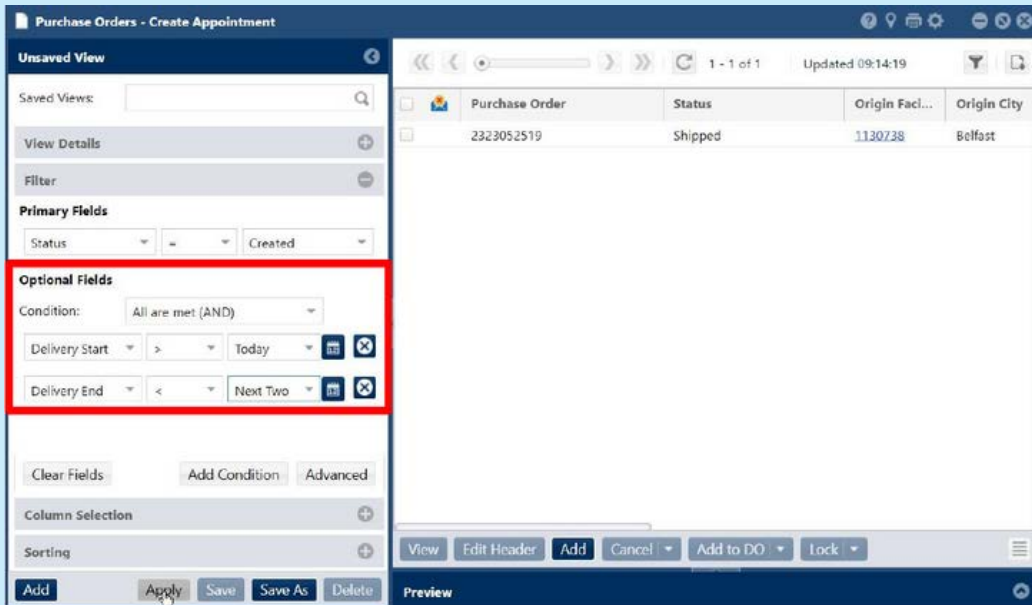 Purchase Orders - Create Appointment
Unsaved View
Saved Views:
View Details
Filter
Primary Fields
Status = Created
Optional Fields
Condition: All are met (AND)
Delivery Start > Today
Delivery End < Next Two
Clear Fields Add Condition Advanced
Column Selection
Sorting
Add Apply Save Save As Delete
1 - 1 of 1 Updated 09:14:19
Purchase Order Status Origin Faci... Origin City
2323052519 Shipped 1130738 Belfast
View Edit Header Add Cancel Add to DO Lock
Preview